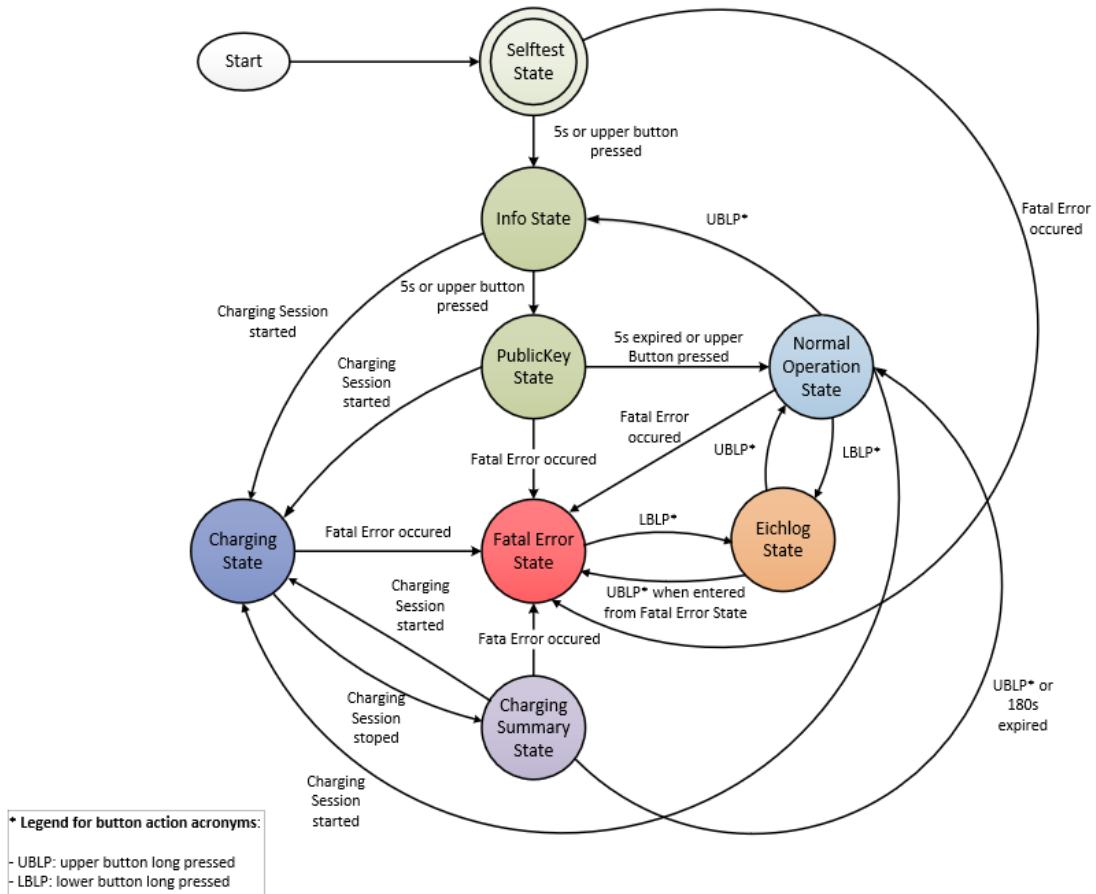 Start
Selftest
State
5s or upper button
pressed
Info State
UBLP*
Fatal Error
occured
5s or upper button
pressed
Charging Session
started
Charging
Session
started
PublicKey
State
5s expired or upper
Button pressed
Normal
Operation
State
Fatal Error
occured
UBLP*
LBLP*
Fatal Error occured
Charging
State
Fatal Error occured
Fatal Error
State
LBLP*
Eichlog
State
UBLP* when entered
from Fatal Error State
Charging
Session
started
Fata Error occured
Charging
Session
stoped
Charging
Summary
State
UBLP* or
180s
expired
Charging
Session
started
* Legend for button action acronyms:
- UBLP: upper button long pressed
- LBLP: lower button long pressed